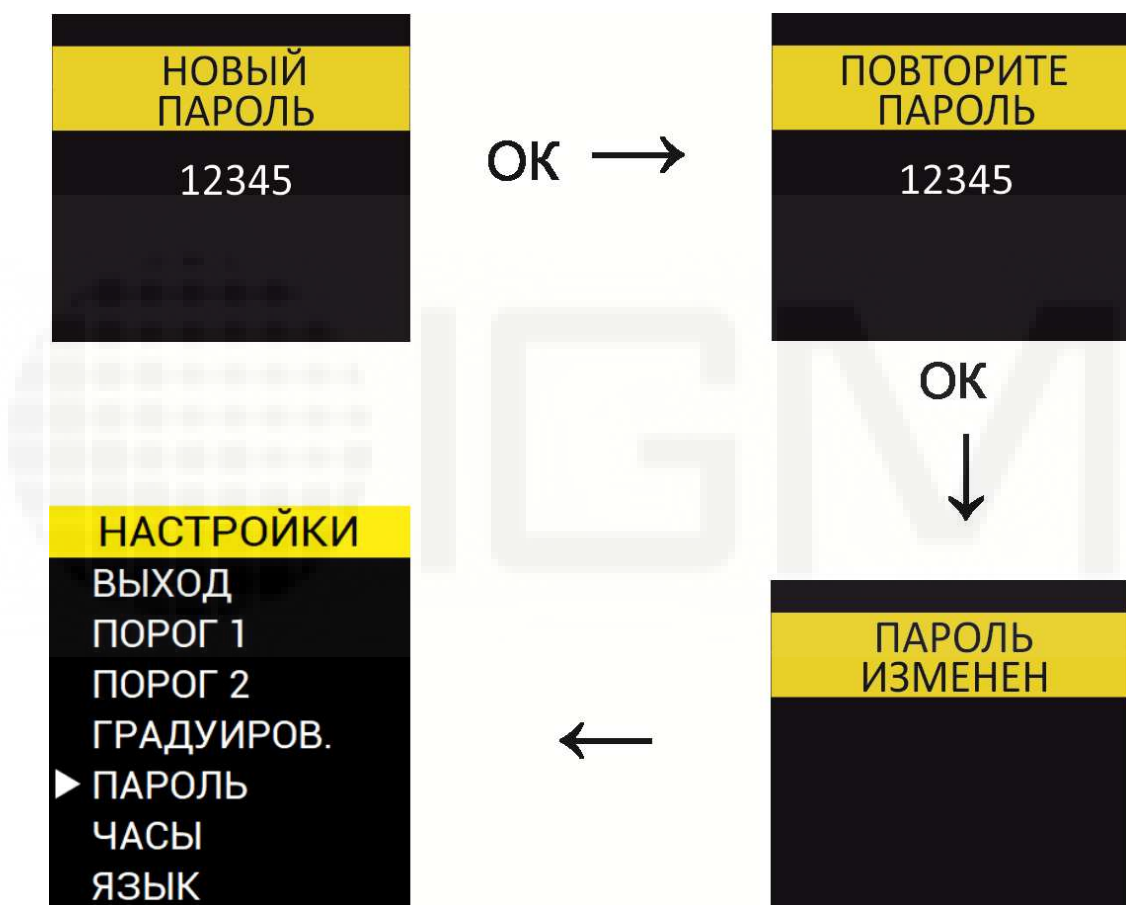 НОВЫЙ
ПАРОЛЬ
12345
ОК →
ПОВТОРИТЕ
ПАРОЛЬ
12345
ОК
↓
ПАРОЛЬ
ИЗМЕНЕН
←
НАСТРОЙКИ
ВЫХОД
ПОРОГ 1
ПОРОГ 2
ГРАДУИРОВ.
▶ ПАРОЛЬ
ЧАСЫ
ЯЗЫК
IGM